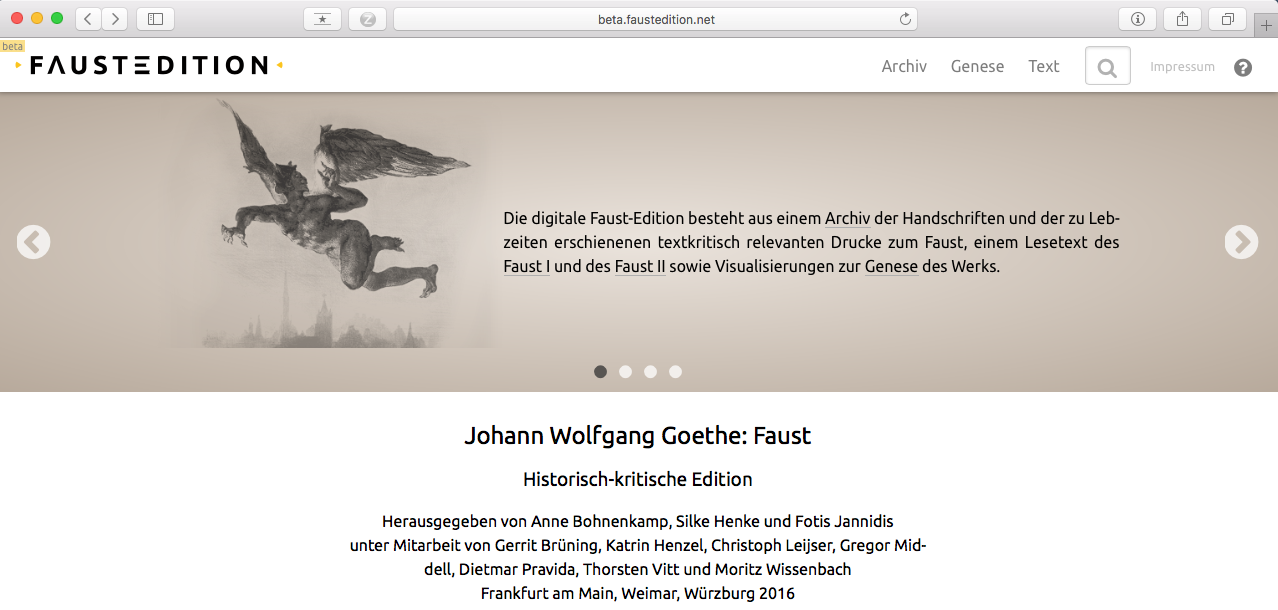 beta.faustedition.net
beta
FAUSTEDITION
Archiv Genese Text Impressum ?
Die digitale Faust-Edition besteht aus einem Archiv der Handschriften und der zu Leb-
zeiten erschienenen textkritisch relevanten Drucke zum Faust, einem Lesetext des
Faust I und des Faust II sowie Visualisierungen zur Genese des Werks.
Johann Wolfgang Goethe: Faust
Historisch-kritische Edition
Herausgegeben von Anne Bohnenkamp, Silke Henke und Fotis Jannidis
unter Mitarbeit von Gerrit Brüning, Katrin Henzel, Christoph Leijser, Gregor Mid-
dell, Dietmar Pravida, Thorsten Vitt und Moritz Wissenbach
Frankfurt am Main, Weimar, Würzburg 2016